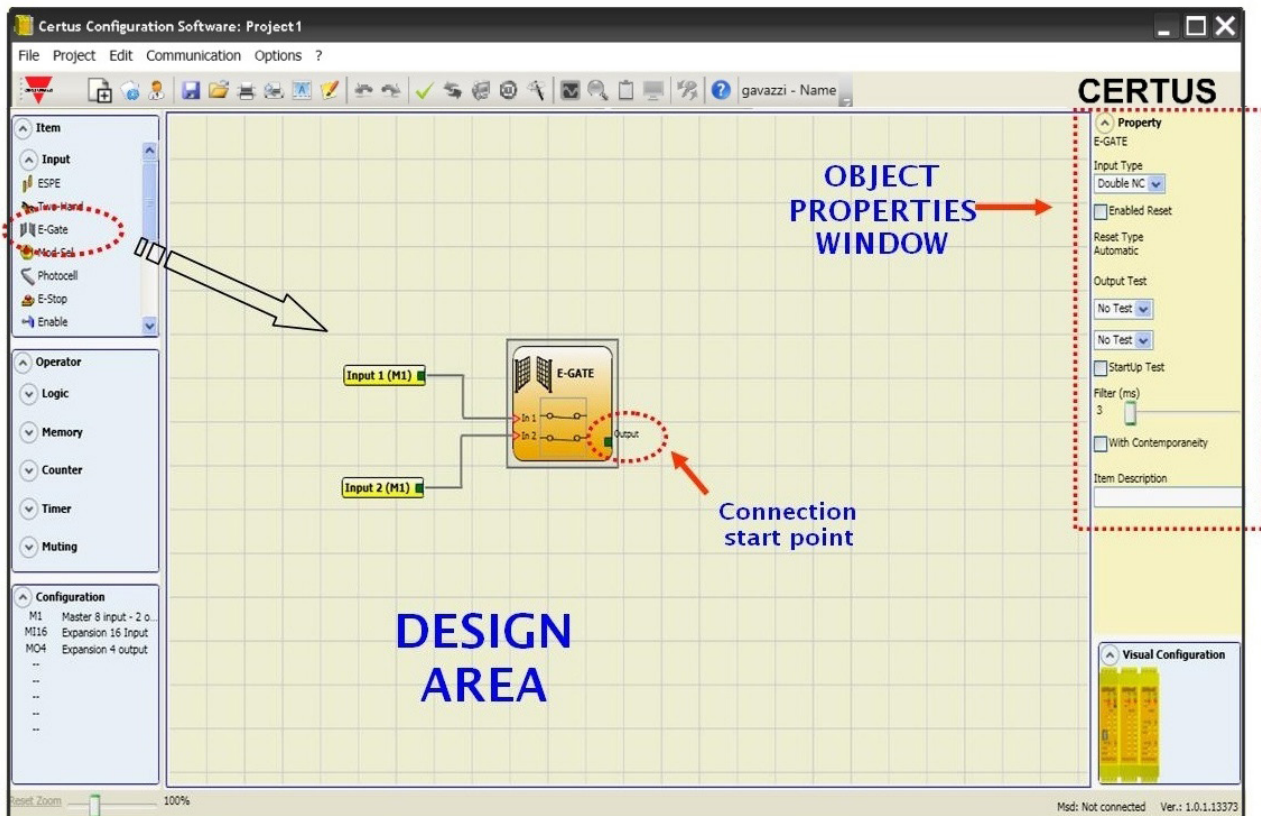 Certus Configuration Software: Project1
File Project Edit Communication Options ?
gavazzi - Name
CERTUS
Item
Input
ESPE
Two-Hand
E-Gate
Mod-Sel
Photocell
E-Stop
Enable
Operator
Logic
Memory
Counter
Timer
Muting
Configuration
M1 Master 8 input - 2 o...
MI16 Expansion 16 Input
MO4 Expansion 4 output
--
--
--
--
--
Input 1 (M1)
Input 2 (M1)
E-GATE
In 1
In 2
Output
Connection
start point
DESIGN
AREA
OBJECT
PROPERTIES
WINDOW
Property
E-GATE
Input Type
Double NC
Enabled Reset
Reset Type
Automatic
Output Test
No Test
No Test
StartUp Test
Filter (ms)
3
With Contemporaneity
Item Description
Visual Configuration
Reset Zoom 100%
Msd: Not connected Ver.: 1.0.1.13373